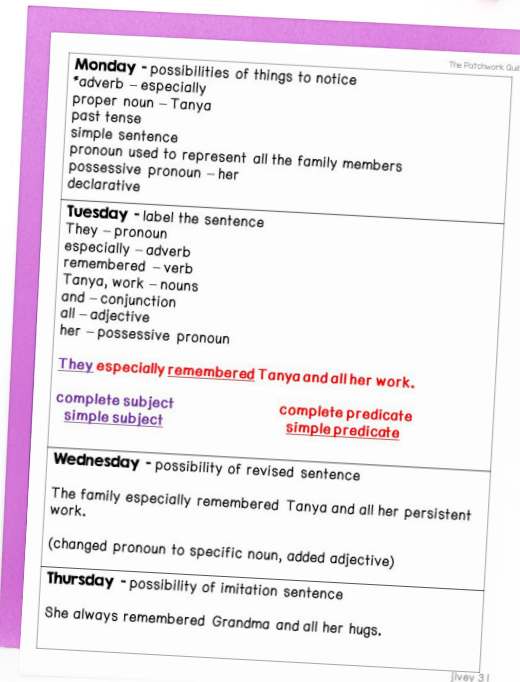 The Patchwork
Monday - possibilities of things to notice
*adverb – especially
proper noun – Tanya
past tense
simple sentence
pronoun used to represent all the family members
possessive pronoun – her
declarative
Tuesday - label the sentence
They – pronoun
especially – adverb
remembered – verb
Tanya, work – nouns
and – conjunction
all – adjective
her – possessive pronoun
They especially remembered Tanya and all her work.
complete subject complete predicate
simple subject simple predicate
Wednesday - possibility of revised sentence
The family especially remembered Tanya and all her persistent
work.
(changed pronoun to specific noun, added adjective)
Thursday - possibility of imitation sentence
She always remembered Grandma and all her hugs.
jivey 31